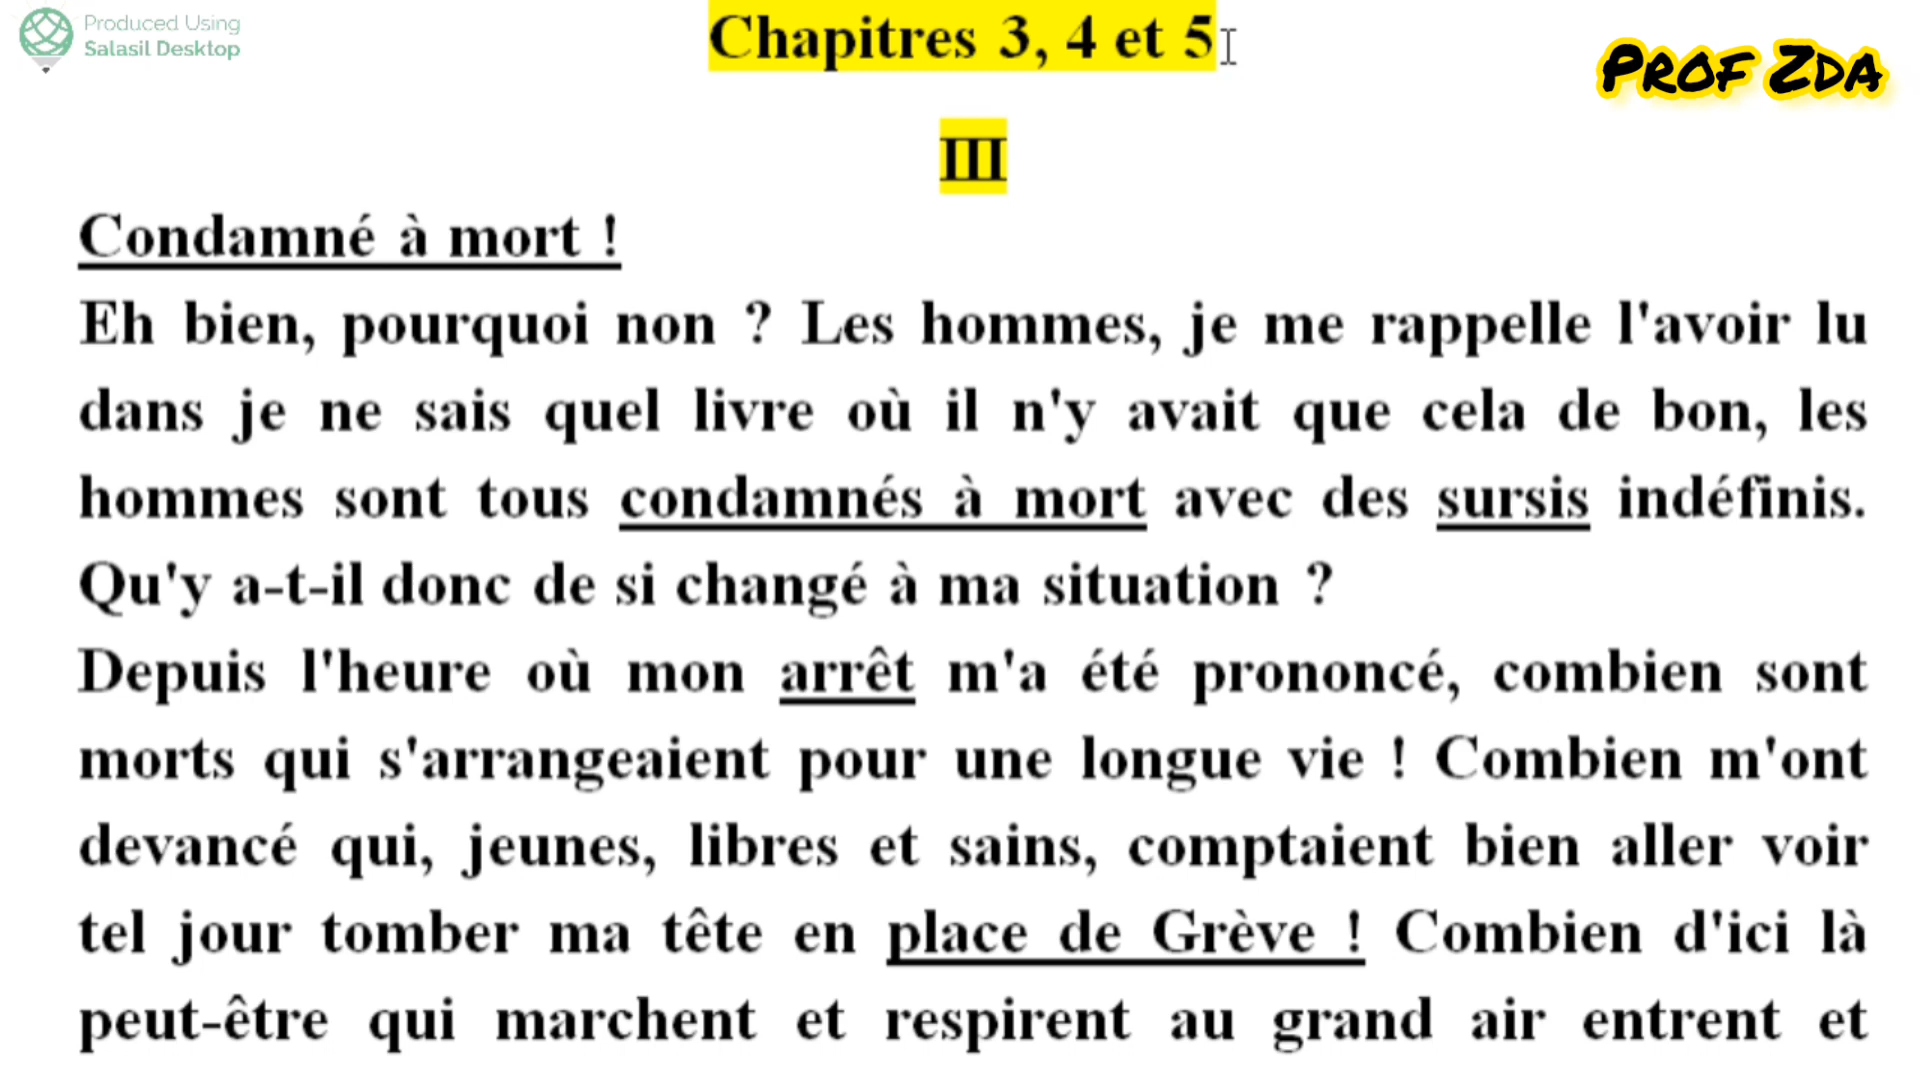 Produced Using
Salasil Desktop
Chapitres 3, 4 et 5
PROF ZDA
III
Condamné à mort !
Eh bien, pourquoi non ? Les hommes, je me rappelle l'avoir lu
dans je ne sais quel livre où il n'y avait que cela de bon, les
hommes sont tous condamnés à mort avec des sursis indéfinis.
Qu'y a-t-il donc de si changé à ma situation ?
Depuis l'heure où mon arrêt m'a été prononcé, combien sont
morts qui s'arrangeaient pour une longue vie ! Combien m'ont
devancé qui, jeunes, libres et sains, comptaient bien aller voir
tel jour tomber ma tête en place de Grève ! Combien d'ici là
peut-être qui marchent et respirent au grand air entrent et